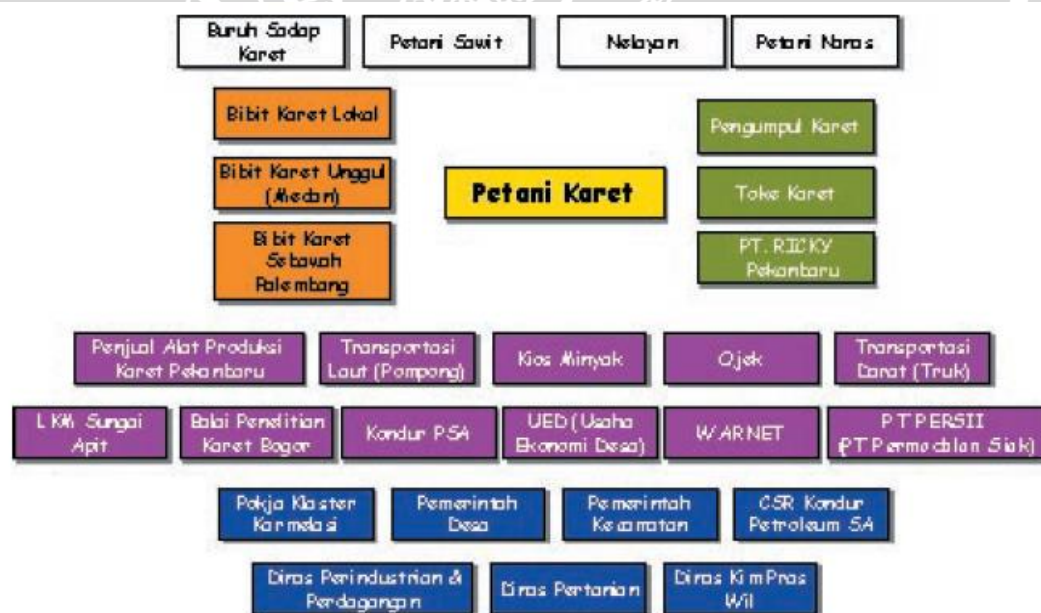 Buruh Sadap
Karet
Petani Sawit
Nelayan
Petani Nanas
Bibit Karet Lokal
Pengumpul Karet
Bibit Karet Unggul
(Medan)
Petani Karet
Toke Karet
Bibit Karet
Sebawah
Palembang
PT. RICKY
Pekanbaru
Penjual Alat Produksi
Karet Pekanbaru
Transportasi
Laut (Pompong)
Kios Minyak
Ojek
Transportasi
Darat (Truk)
LKM Sungai
Apit
Balai Penelitian
Karet Bogor
Kondur PSA
UED (Usaha
Ekonomi Desa)
WARNET
PT PERSII
(PT Permodalan Siak)
Pokja Klaster
Karmelasi
Pemerintah
Desa
Pemerintah
Kecamatan
CSR Kondur
Petroleum SA
Dinas Perindustrian &
Perdagangan
Dinas Pertanian
Dinas KimPras
Wil